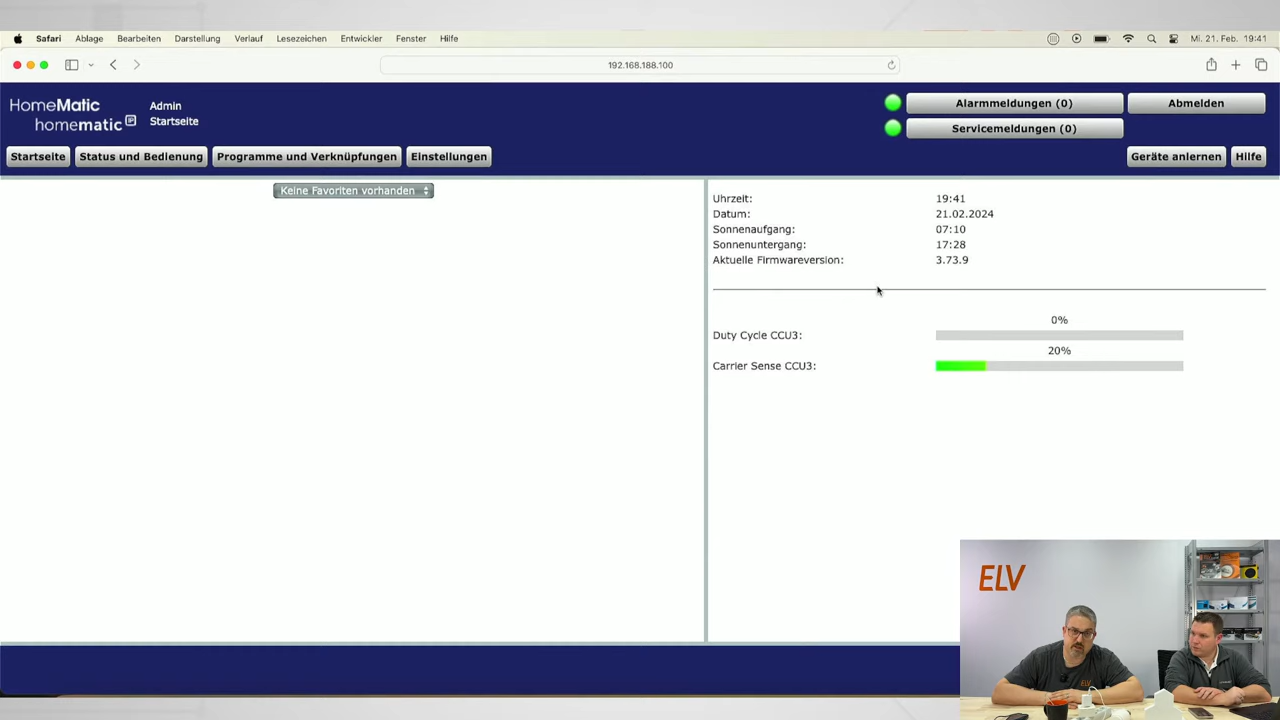 Safari Ablage Bearbeiten Darstellung Verlauf Lesezeichen Entwickler Fenster Hilfe Mi. 21. Feb. 19:41
192.168.188.100
HomeMatic
homematic IP
Admin
Startseite
Alarmmeldungen (0) Abmelden
Servicemeldungen (0)
Startseite Status und Bedienung Programme und Verknüpfungen Einstellungen Geräte anlernen Hilfe
Keine Favoriten vorhanden
Uhrzeit: 19:41
Datum: 21.02.2024
Sonnenaufgang: 07:10
Sonnenuntergang: 17:28
Aktuelle Firmwareversion: 3.73.9
0%
Duty Cycle CCU3:
20%
Carrier Sense CCU3:
ELV
ELV